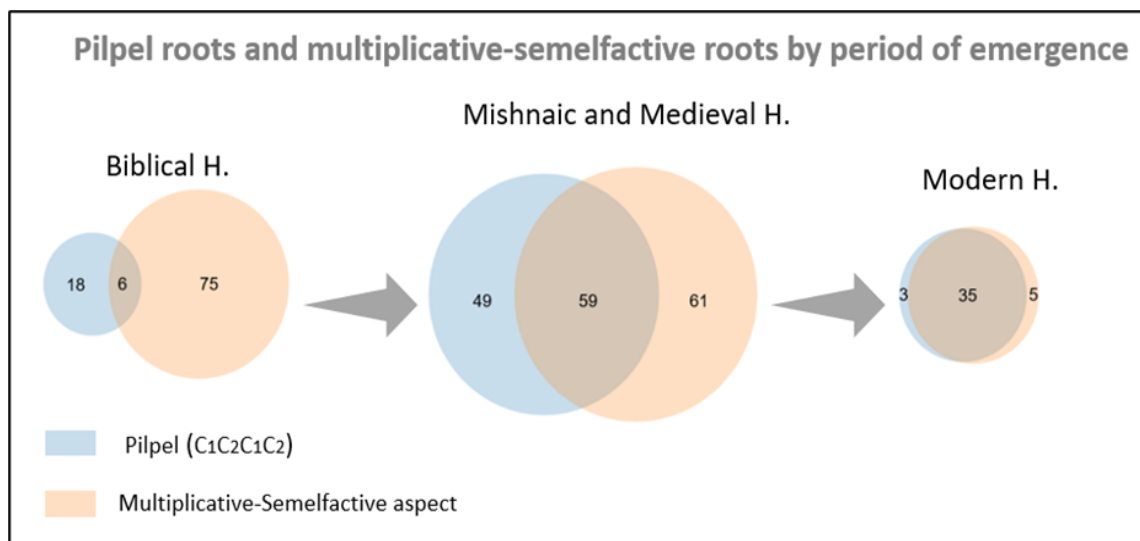 Pilpel roots and multiplicative-semelfactive roots by period of emergence
Mishnaic and Medieval H.
Biblical H.
Modern H.
18 6 75
49 59 61
3 35 5
Pilpel (C1C2C1C2)
Multiplicative-Semelfactive aspect